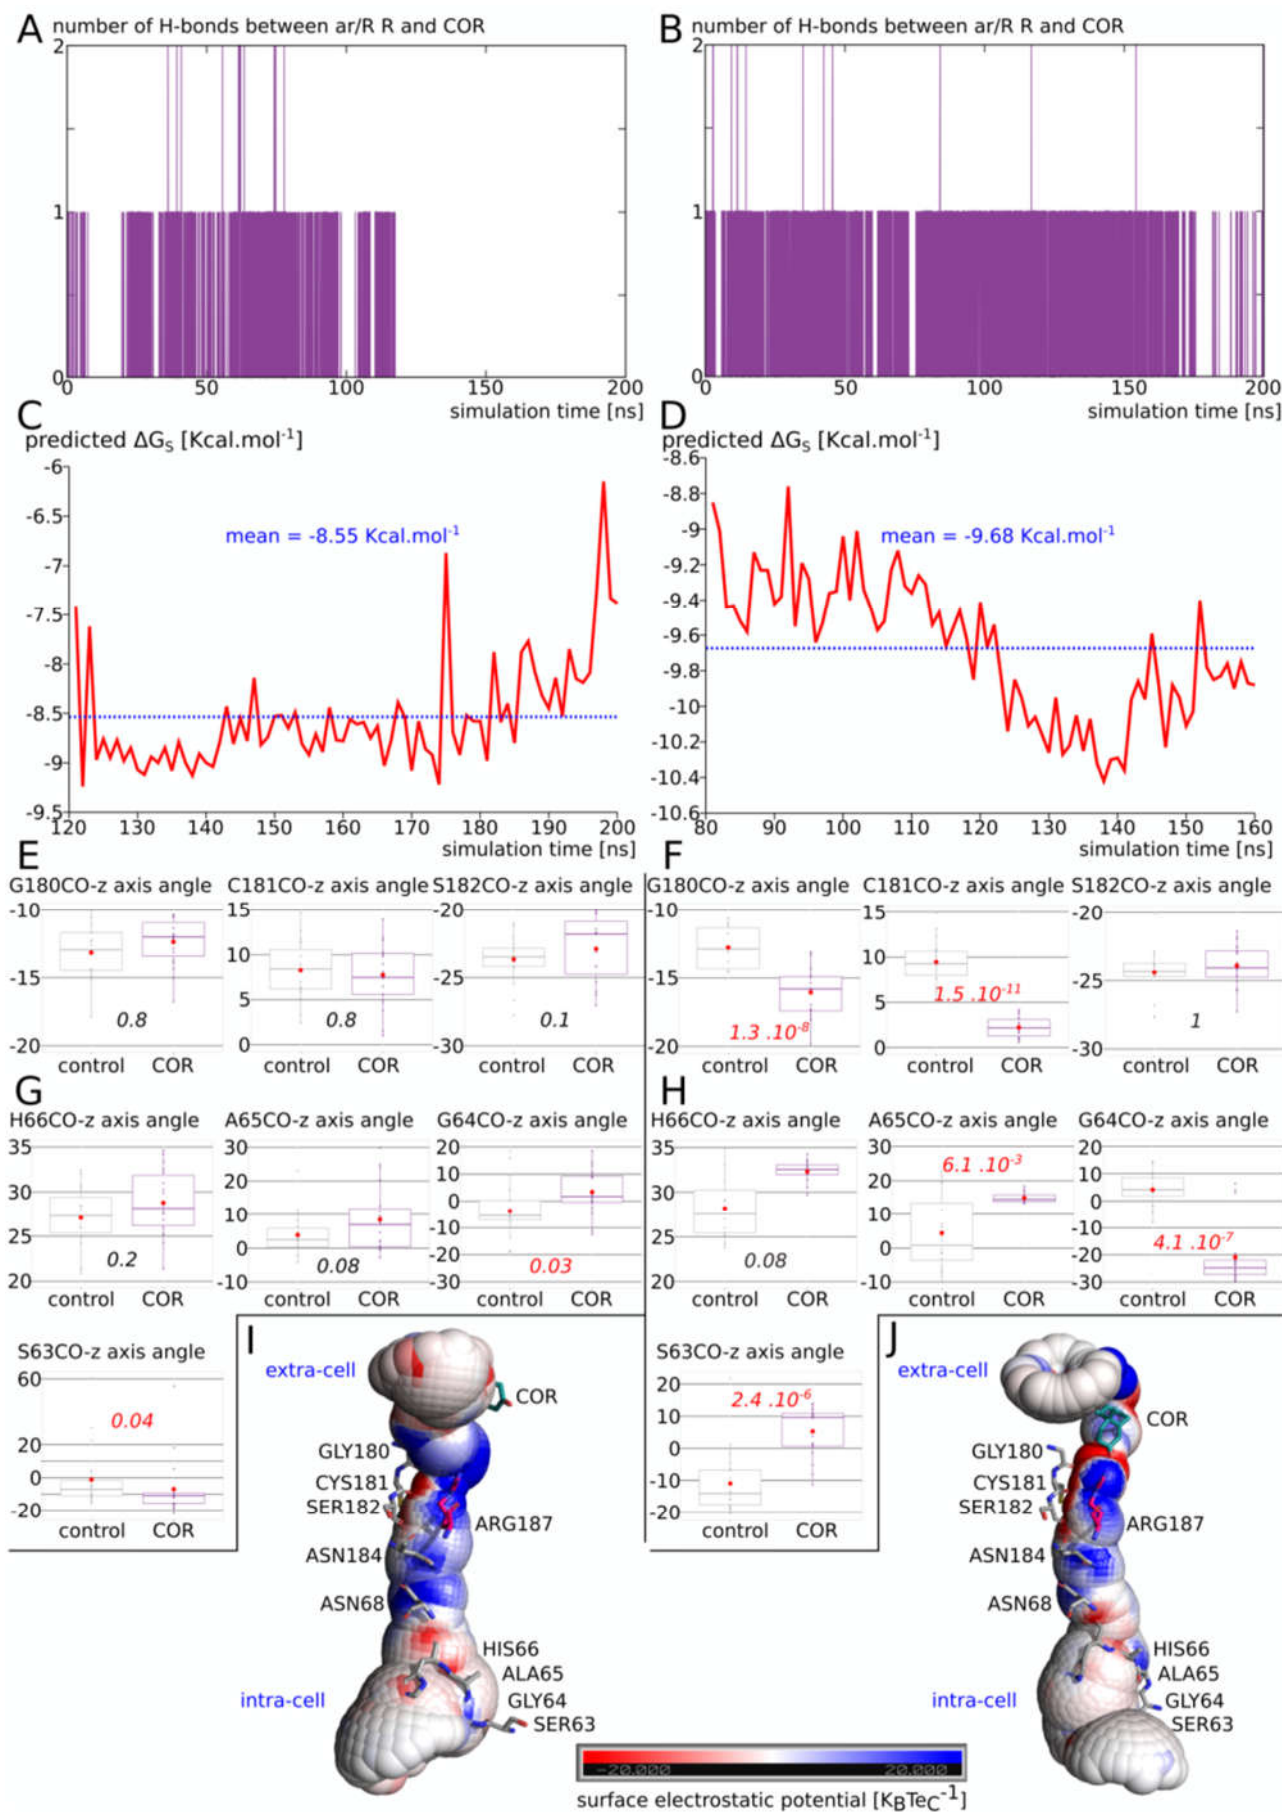 A number of H-bonds between ar/R R and COR
2
1
0
0 50 100 150 200
simulation time [ns]
B number of H-bonds between ar/R R and COR
2
1
0
0 50 100 150 200
simulation time [ns]
C
predicted ΔGS [Kcal.mol-1]
-6
-6.5
-7
-7.5
-8
-8.5
-9
-9.5
mean = -8.55 Kcal.mol-1
120 130 140 150 160 170 180 190 200
simulation time [ns]
D
predicted ΔGS [Kcal.mol-1]
-8.6
-8.8
-9
-9.2
-9.4
-9.6
-9.8
-10
-10.2
-10.4
-10.6
mean = -9.68 Kcal.mol-1
80 90 100 110 120 130 140 150 160
simulation time [ns]
E
G180CO-z axis angle
-10
-15
-20
0.8
control COR
C181CO-z axis angle
15
10
5
0
0.8
control COR
S182CO-z axis angle
-20
-25
-30
0.1
control COR
F
G180CO-z axis angle
-10
-15
-20
1.3 .10-8
control COR
C181CO-z axis angle
15
10
5
0
1.5 .10-11
control COR
S182CO-z axis angle
-20
-25
-30
1
control COR
G
H66CO-z axis angle
35
30
25
20
0.2
control COR
A65CO-z axis angle
30
20
10
0
-10
0.08
control COR
G64CO-z axis angle
20
10
0
-10
-20
-30
0.03
control COR
S63CO-z axis angle
60
20
0
-20
0.04
control COR
H
H66CO-z axis angle
35
30
25
20
0.08
control COR
A65CO-z axis angle
30
20
10
0
-10
6.1 .10-3
control COR
G64CO-z axis angle
20
10
0
-10
-20
-30
4.1 .10-7
control COR
S63CO-z axis angle
20
10
0
-10
-20
2.4 .10-6
control COR
I
extra-cell
COR
GLY180
CYS181
SER182
ARG187
ASN184
ASN68
HIS66
ALA65
GLY64
SER63
intra-cell
J
extra-cell
COR
GLY180
CYS181
SER182
ARG187
ASN184
ASN68
HIS66
ALA65
GLY64
SER63
intra-cell
-20.000 20.000
surface electrostatic potential [KBTeC-1]